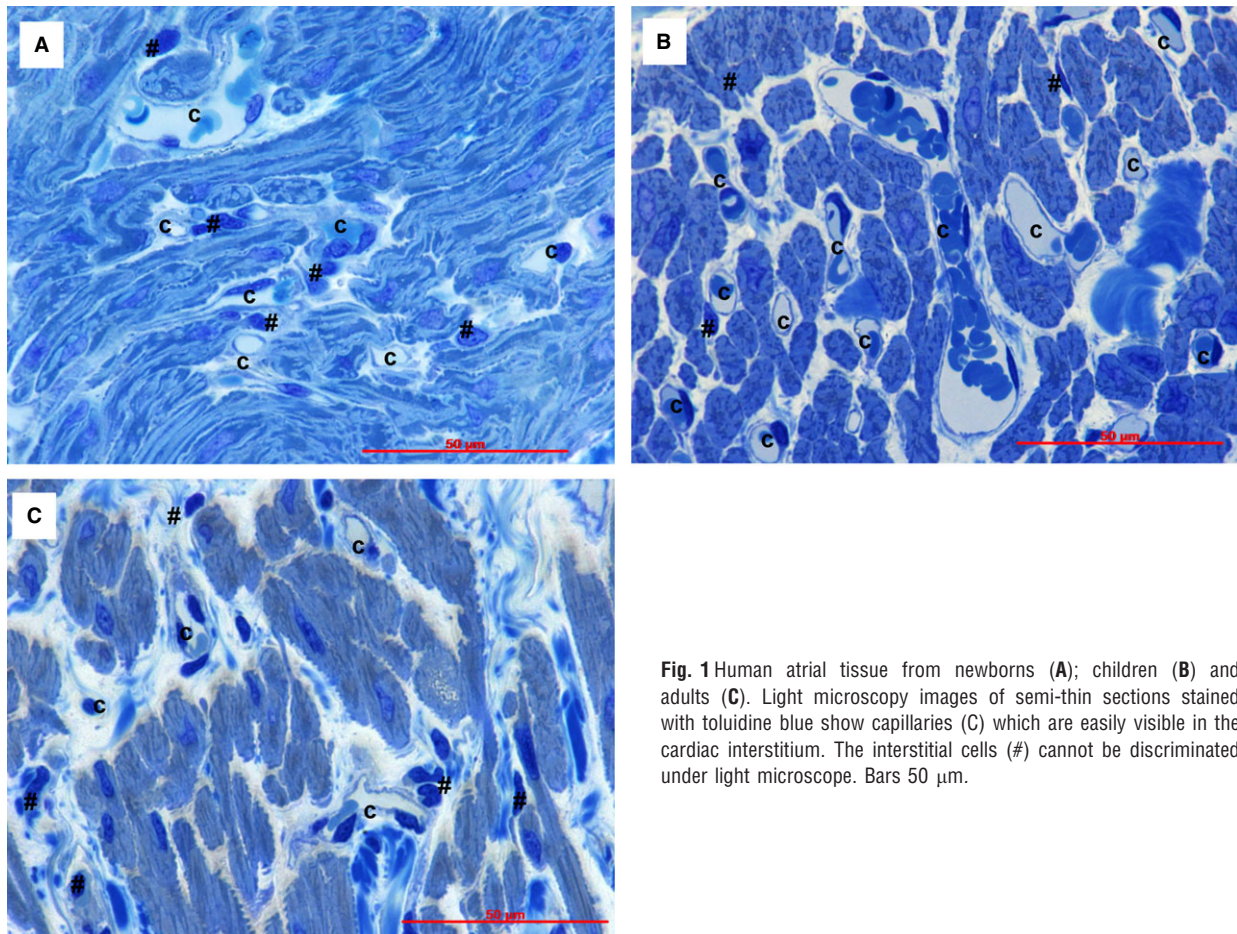 A
#
c
c # c
c
#
c
#
#
c
c
50 µm
B
c
#
#
c
c
c
c
c
c
c
#
c
c
c
c
50 µm
C
#
c
c
c
#
#
#
c
#
50 µm
Fig. 1 Human atrial tissue from newborns (A); children (B) and
adults (C). Light microscopy images of semi-thin sections stained
with toluidine blue show capillaries (C) which are easily visible in the
cardiac interstitium. The interstitial cells (#) cannot be discriminated
under light microscope. Bars 50 μm.